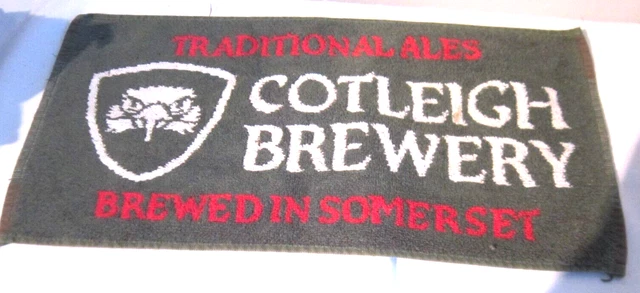 TRADITIONAL ALES
COTLEIGH
BREWERY
BREWED IN SOMERSET